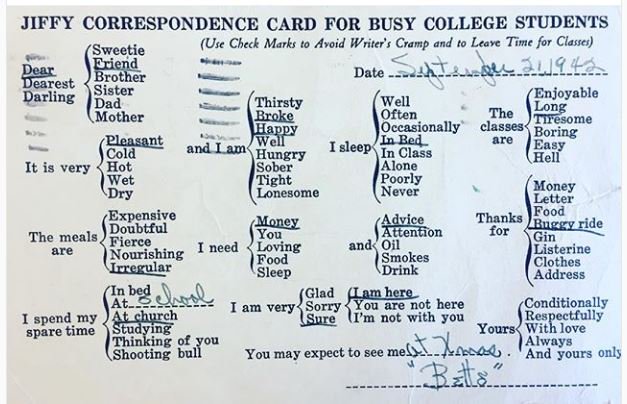 JIFFY CORRESPONDENCE CARD FOR BUSY COLLEGE STUDENTS
(Use Check Marks to Avoid Writer's Cramp and to Leave Time for Classes)
Date September 21, 1942
Dear
Dearest
Darling
Sweetie
Friend
Brother
Sister
Dad
Mother
It is very
Pleasant
Cold
Hot
Wet
Dry
and I am
Thirsty
Broke
Happy
Well
Hungry
Sober
Tight
Lonesome
I sleep
Well
Often
Occasionally
In Bed
In Class
Alone
Poorly
Never
The
classes
are
Enjoyable
Long
Tiresome
Boring
Easy
Hell
The meals
are
Expensive
Doubtful
Fierce
Nourishing
Irregular
I need
Money
You
Loving
Food
Sleep
and
Advice
Attention
Oil
Smokes
Drink
Thanks
for
Money
Letter
Food
Buggy ride
Gin
Listerine
Clothes
Address
I spend my
spare time
In bed
At School
At church
Studying
Thinking of you
Shooting bull
I am very
Glad
Sorry
Sure
I am here
You are not here
I'm not with you
Yours
Conditionally
Respectfully
With love
Always
And yours only
You may expect to see me at Xmas.
"Betts"